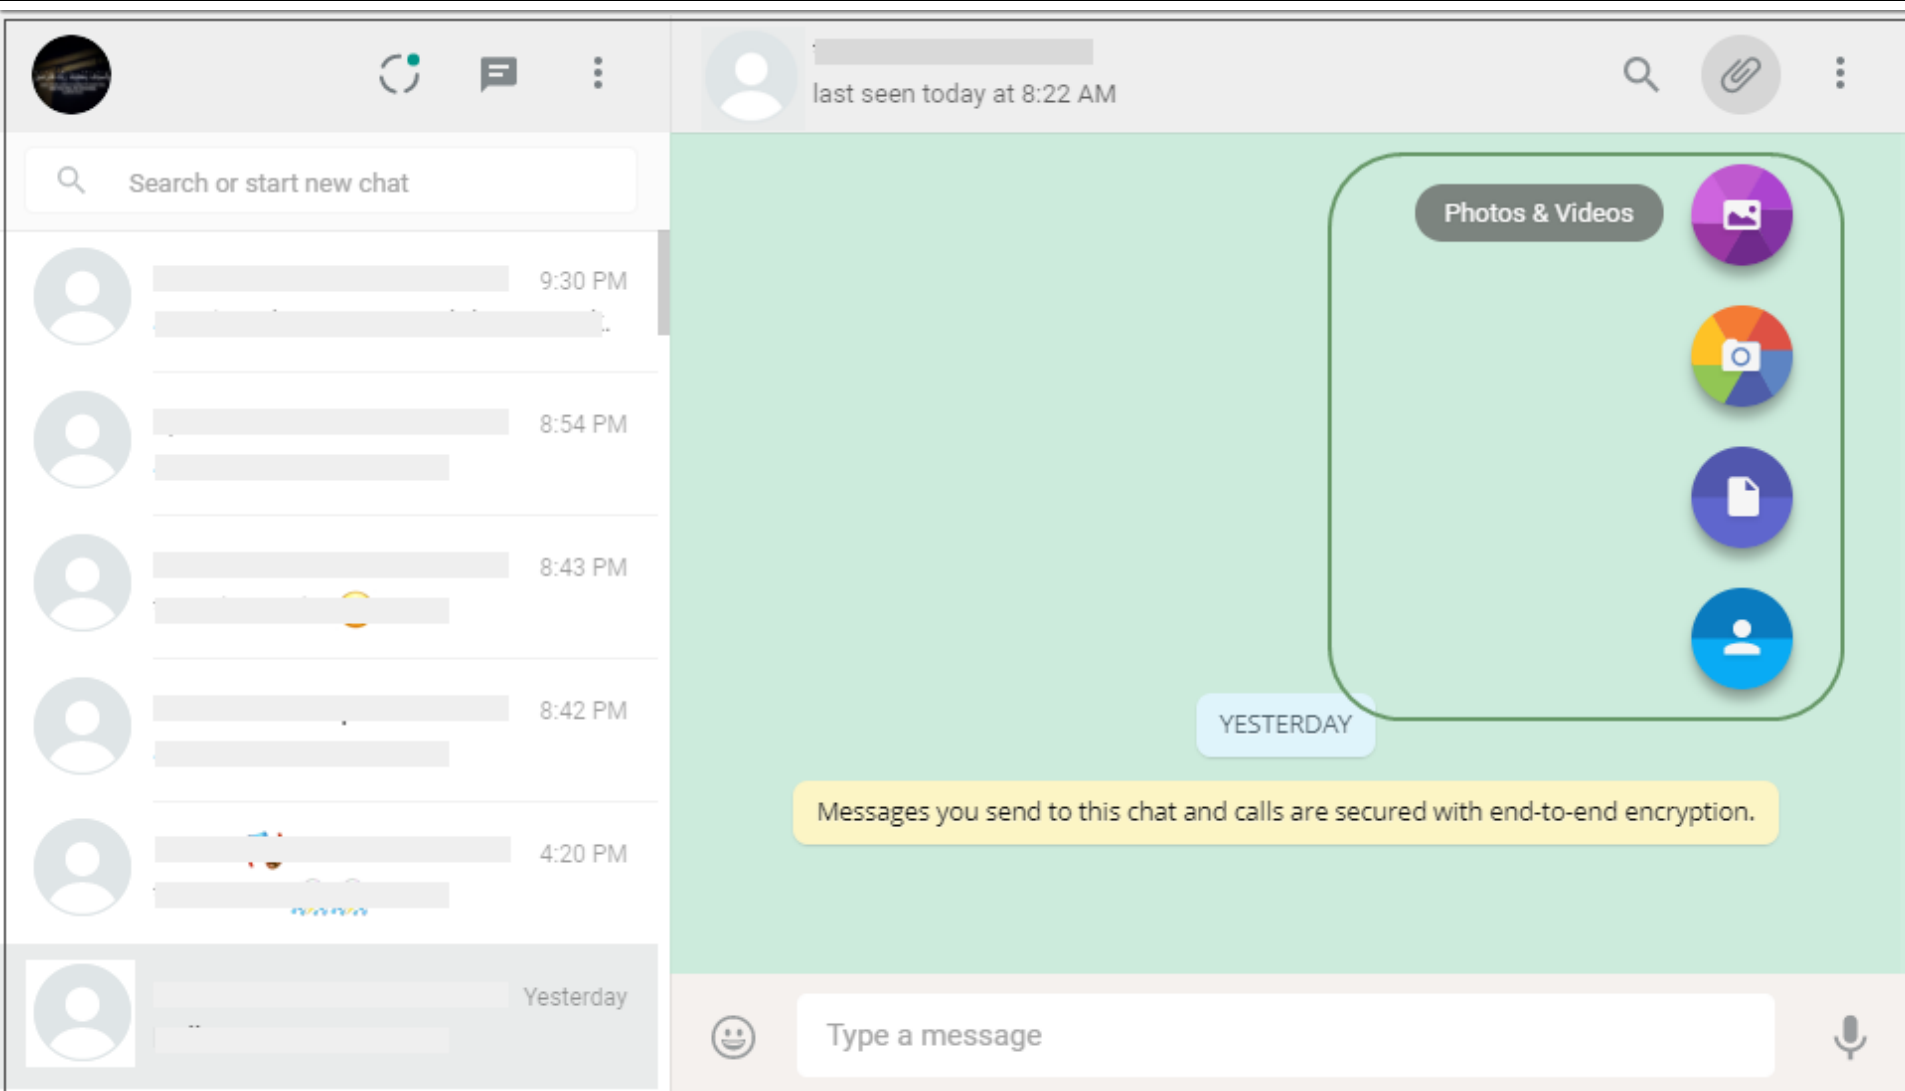 last seen today at 8:22 AM
Search or start new chat
Photos & Videos
9:30 PM
8:54 PM
8:43 PM
8:42 PM
YESTERDAY
Messages you send to this chat and calls are secured with end-to-end encryption.
4:20 PM
Yesterday
Type a message